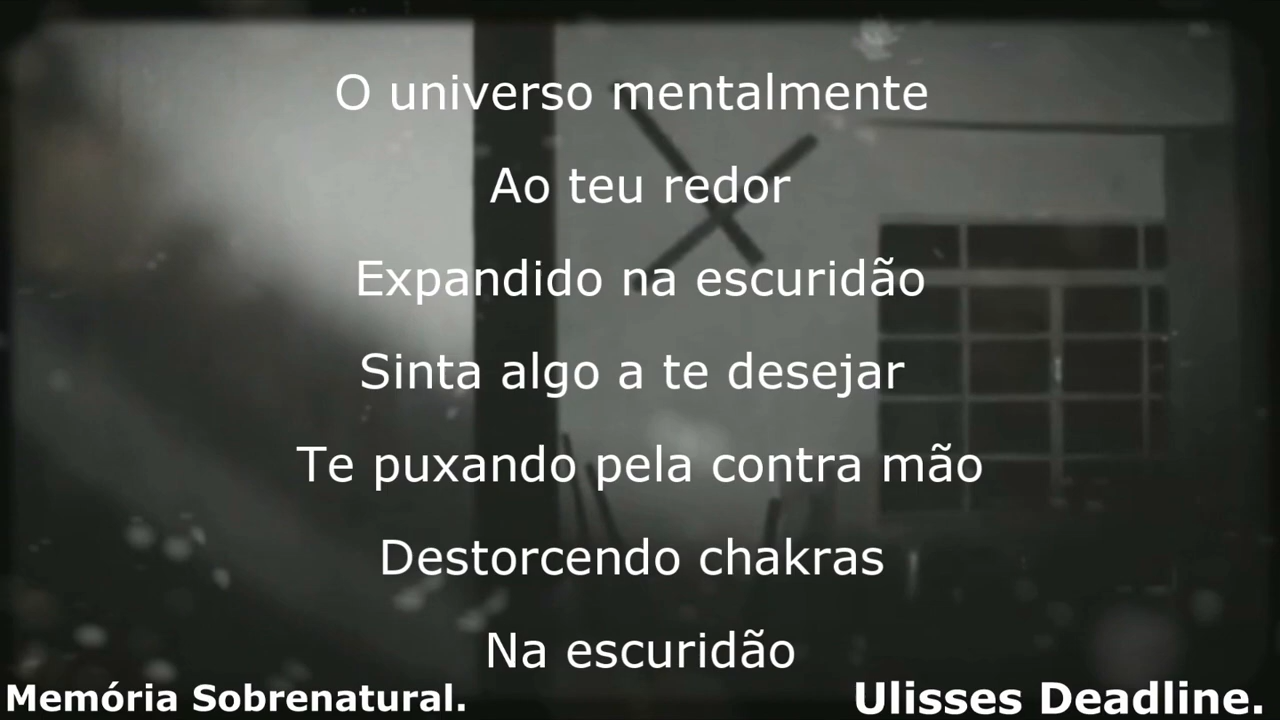 O universo mentalmente
Ao teu redor
Expandido na escuridão
Sinta algo a te desejar
Te puxando pela contra mão
Destorcendo chakras
Na escuridão
Memória Sobrenatural.
Ulisses Deadline.